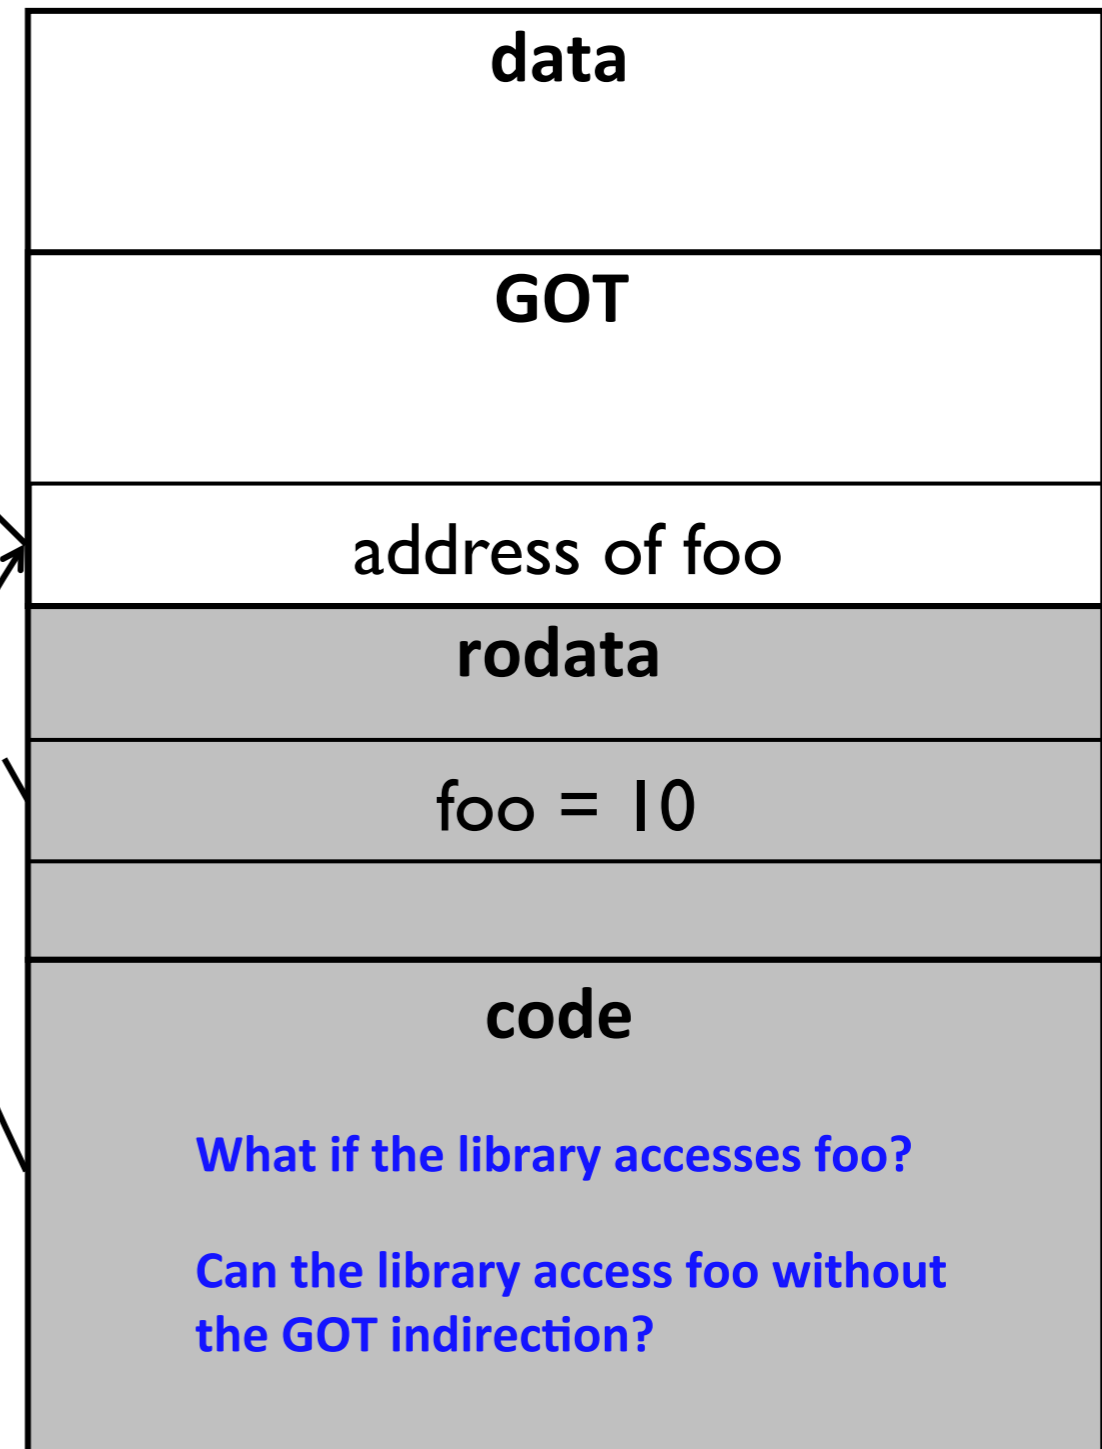 data
GOT
address of foo
rodata
foo = 10
code
What if the library accesses foo?
Can the library access foo without
the GOT indirection?